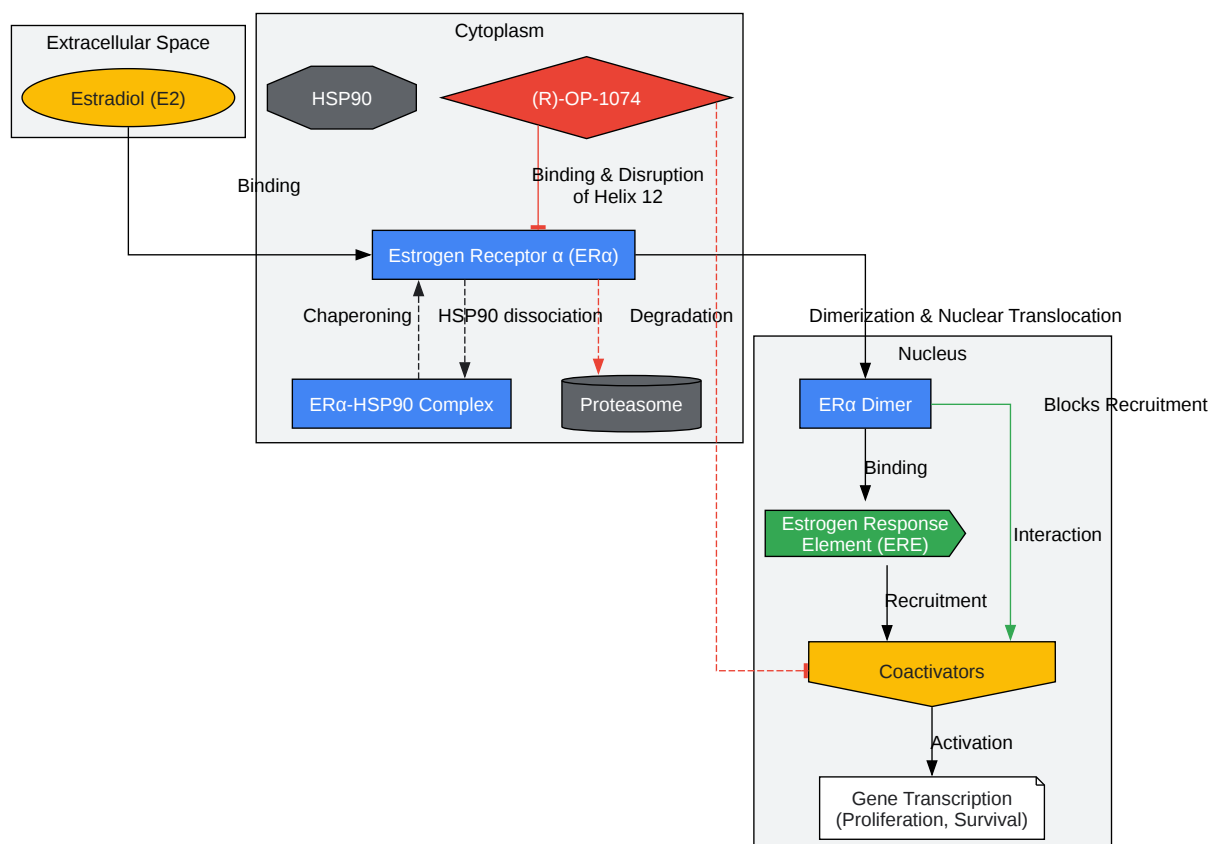 Cytoplasm
Extracellular Space
Estradiol (E2)
HSP90
(R)-OP-1074
Binding
Binding & Disruption
of Helix 12
Estrogen Receptor α (ERα)
Chaperoning
HSP90 dissociation
Degradation
Dimerization & Nuclear Translocation
Nucleus
ERα-HSP90 Complex
Proteasome
ERα Dimer
Blocks Recruitment
Binding
Estrogen Response
Element (ERE)
Interaction
Recruitment
Coactivators
Activation
Gene Transcription
(Proliferation, Survival)